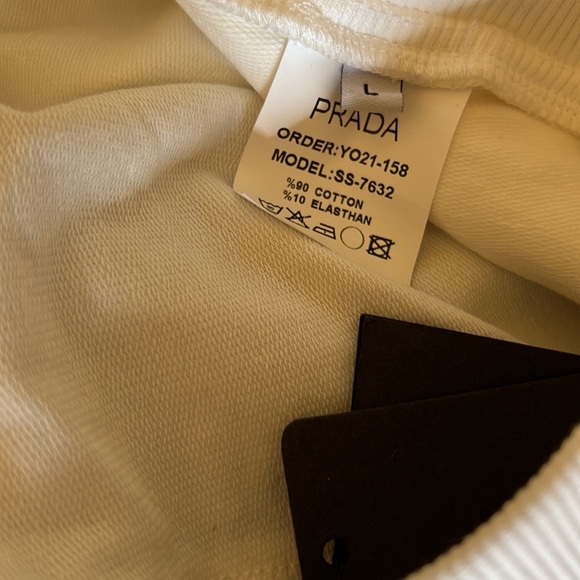 L
PRADA
ORDER:YO21-158
MODEL:SS-7632
%90 COTTON
%10 ELASTHAN